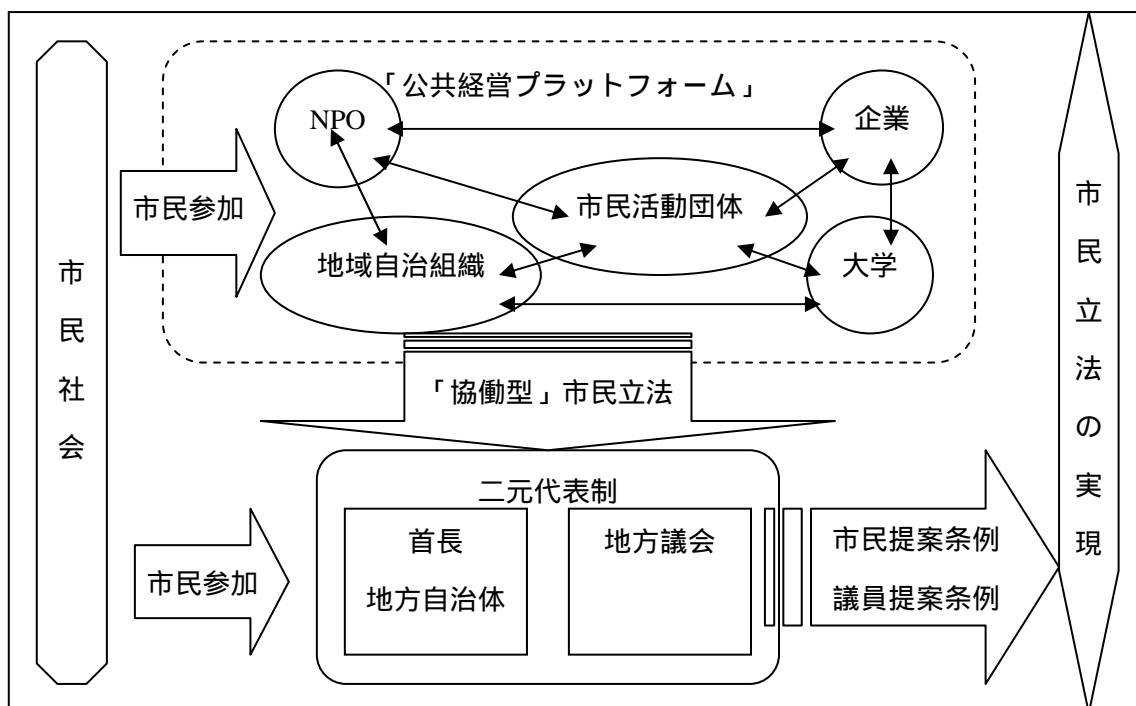 「公共経営プラットフォーム」
NPO
企業
市民参加
市民活動団体
地域自治組織
大学
市民社会
「協働型」市民立法
二元代表制
首長
地方自治体
地方議会
市民参加
市民提案条例
議員提案条例
市民立法の実現